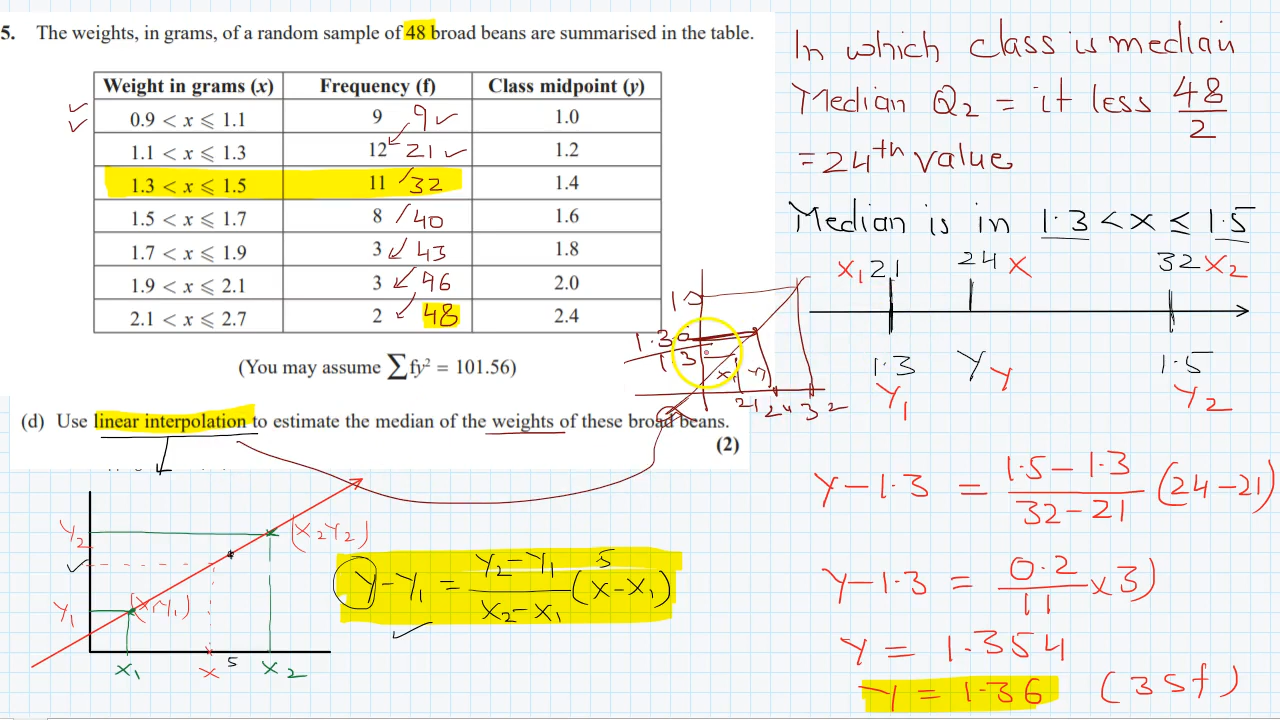 5. The weights, in grams, of a random sample of 48 broad beans are summarised in the table.
Weight in grams (x) Frequency (f) Class midpoint (y)
0.9 < x ⩽ 1.1 9 9 1.0
1.1 < x ⩽ 1.3 12 21 1.2
1.3 < x ⩽ 1.5 11 32 1.4
1.5 < x ⩽ 1.7 8 40 1.6
1.7 < x ⩽ 1.9 3 43 1.8
1.9 < x ⩽ 2.1 3 46 2.0
2.1 < x ⩽ 2.7 2 48 2.4
(You may assume ∑fy² = 101.56)
(d) Use linear interpolation to estimate the median of the weights of these broad beans.
(2)
In which class is median
Median Q₂ = it less 48/2
= 24th value
Median is in 1.3 < x ≤ 1.5
X₁ 21 24 X 32 X₂
1.3 Y Y 1.5
Y₁ Y₂
1.3
21 24 32
Y₂
(X₂Y₂)
Y₁
(X₁Y₁)
X₁ X 5 X₂
5
Y-Y₁ = Y₂-Y₁/X₂-X₁ (X-X₁)
Y-1.3 = 1.5-1.3/32-21 (24-21)
Y-1.3 = 0.2/11 ×3)
Y = 1.354
Y = 1.36 (3sf)